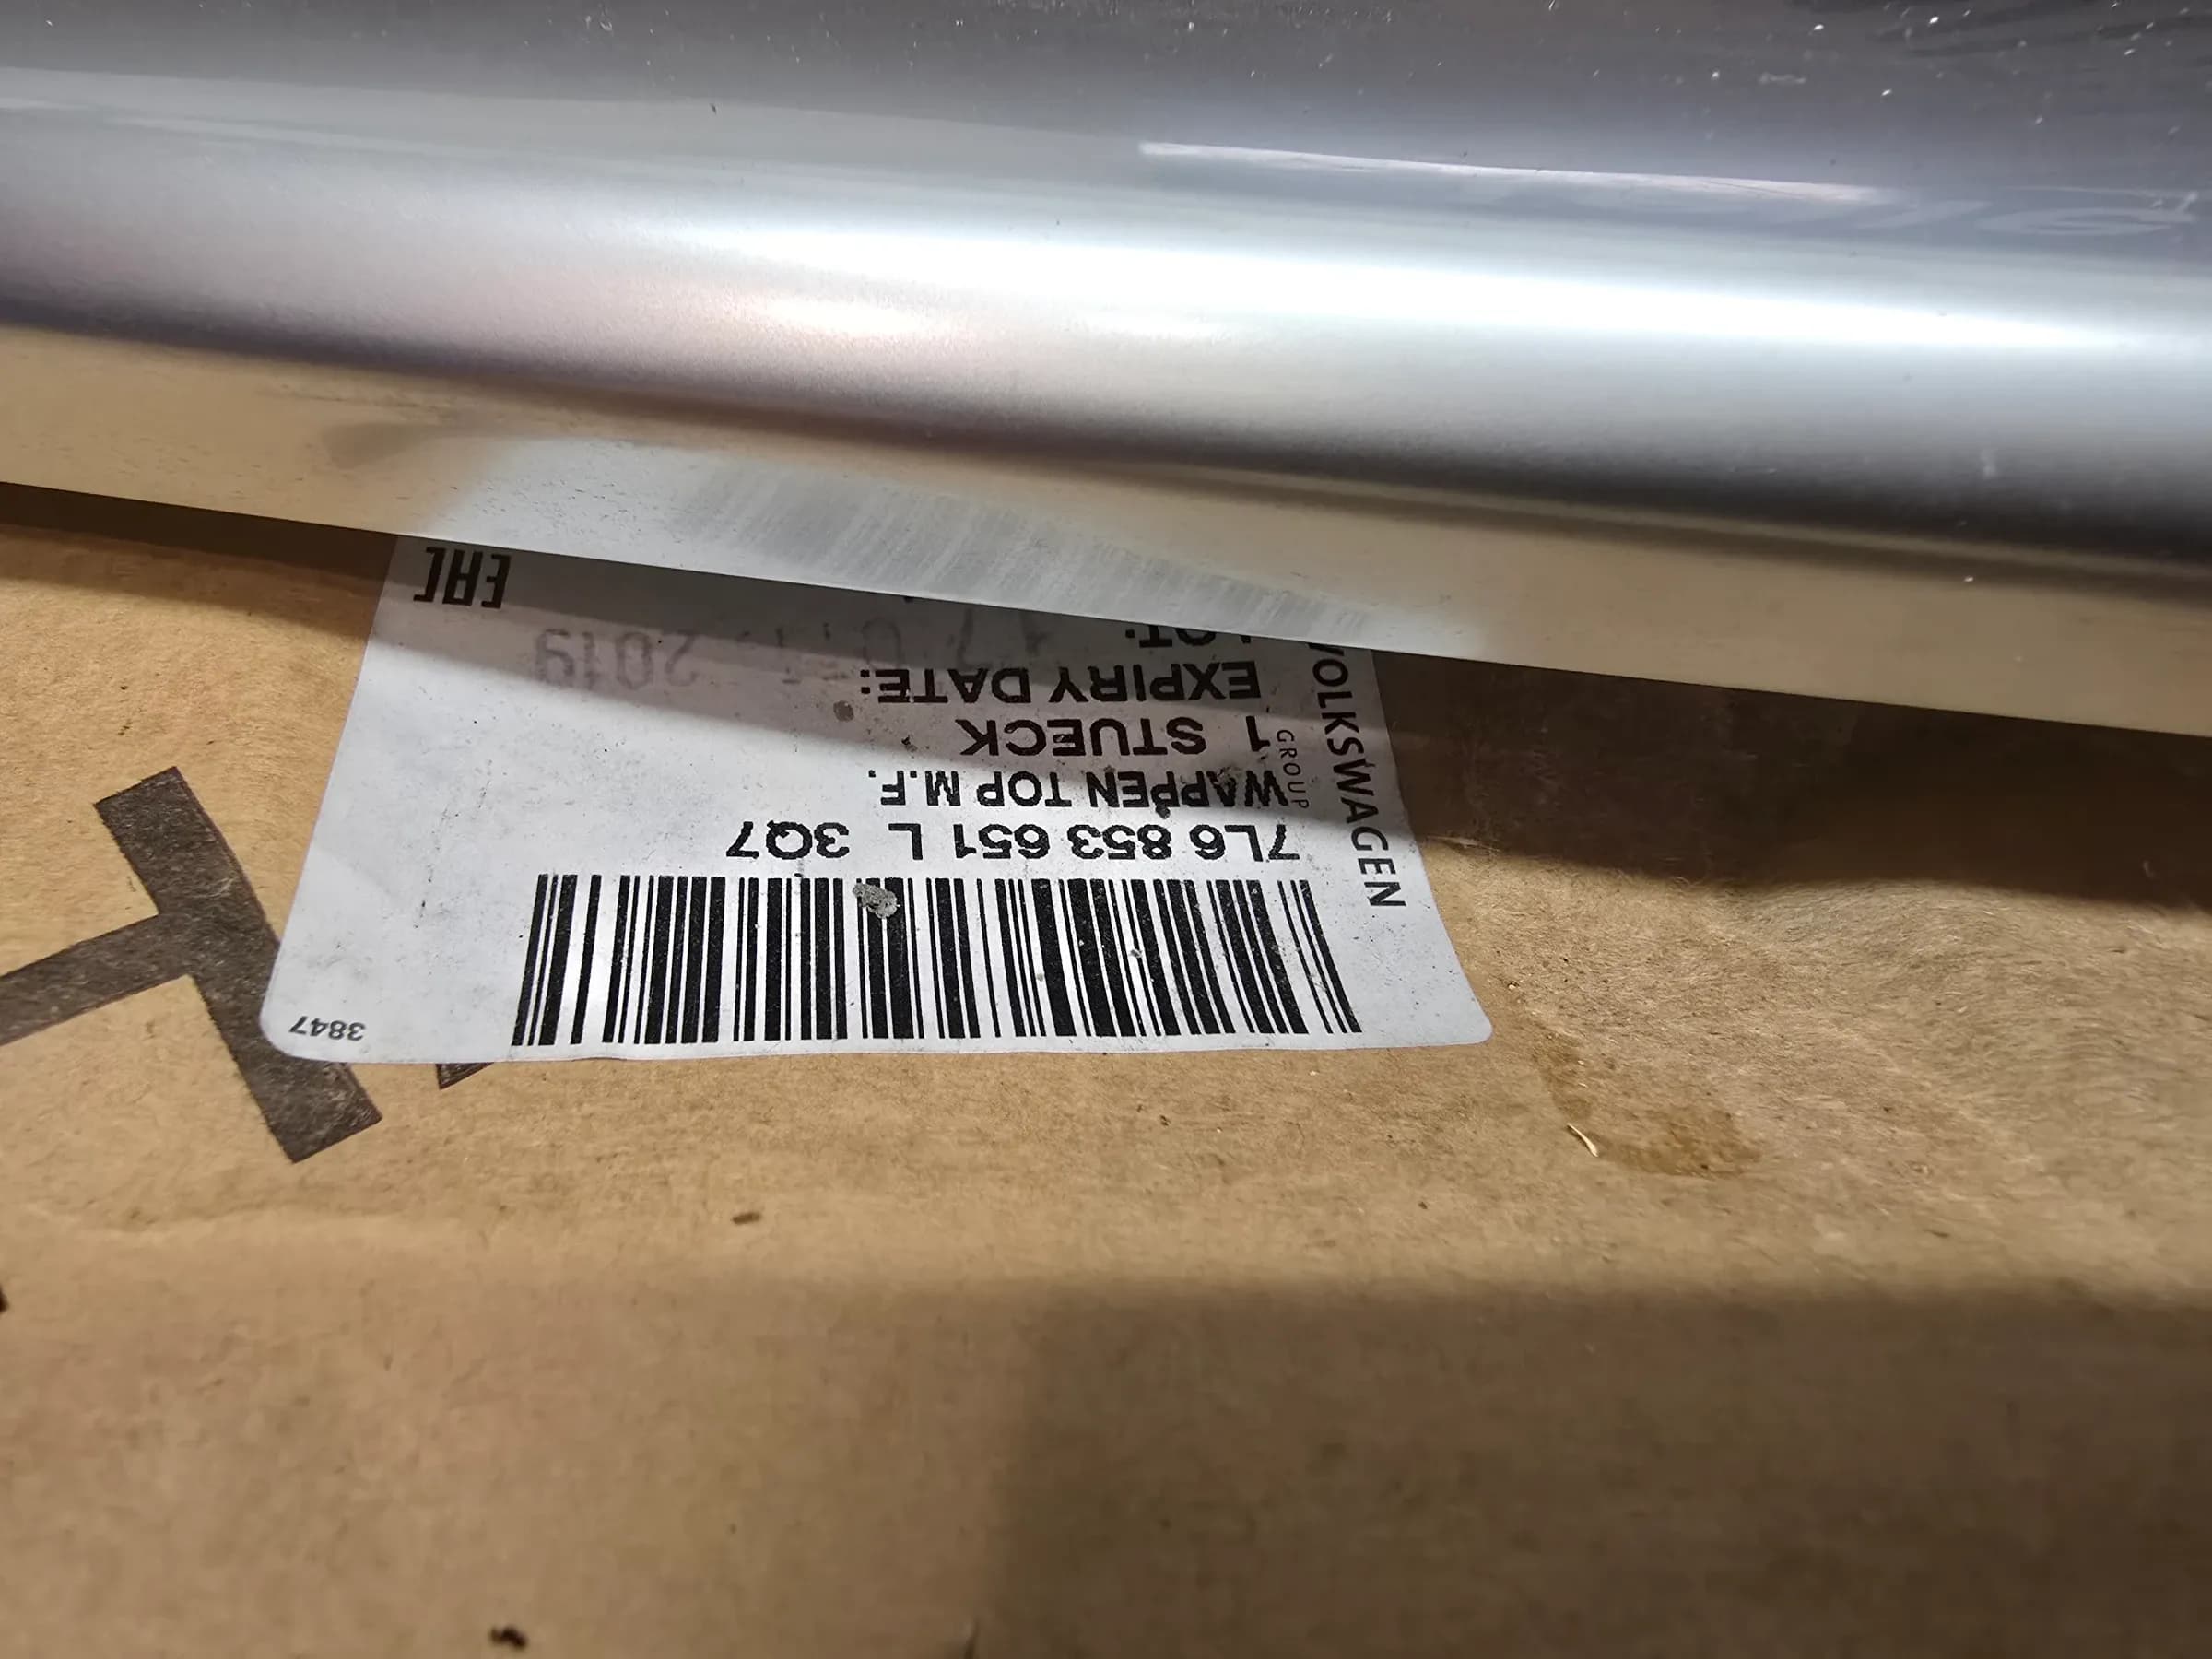 3847
7L6 853 651 L 3Q7
WAPPEN TOP M.F.
1 STUECK
EXPIRY DATE:
LOT:
2019
VOLKSWAGEN
GROUP
EAC